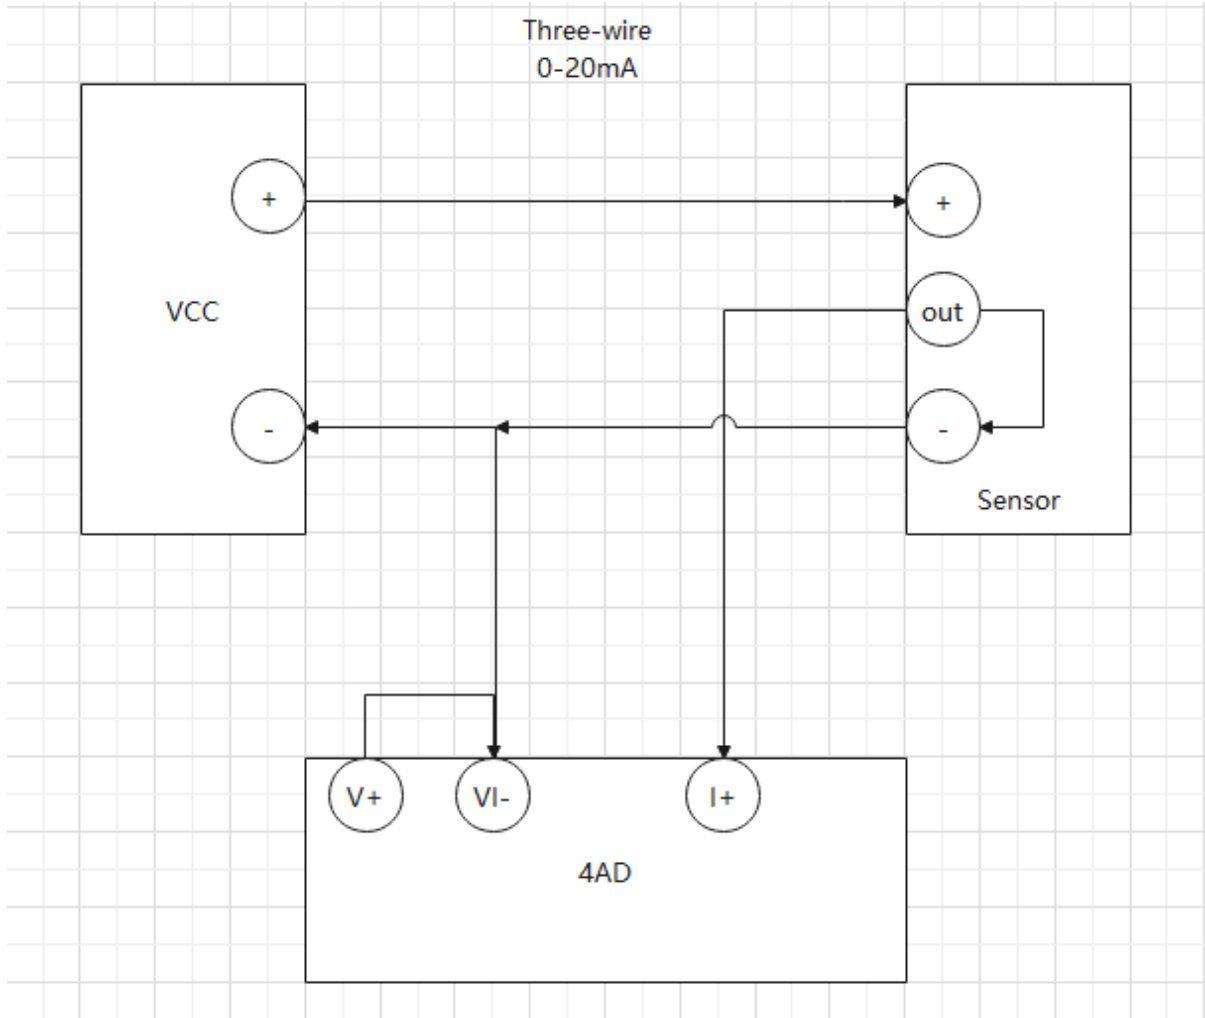 Three-wire
0-20mA
+
+
VCC
out
-
-
Sensor
V+
VI-
I+
4AD